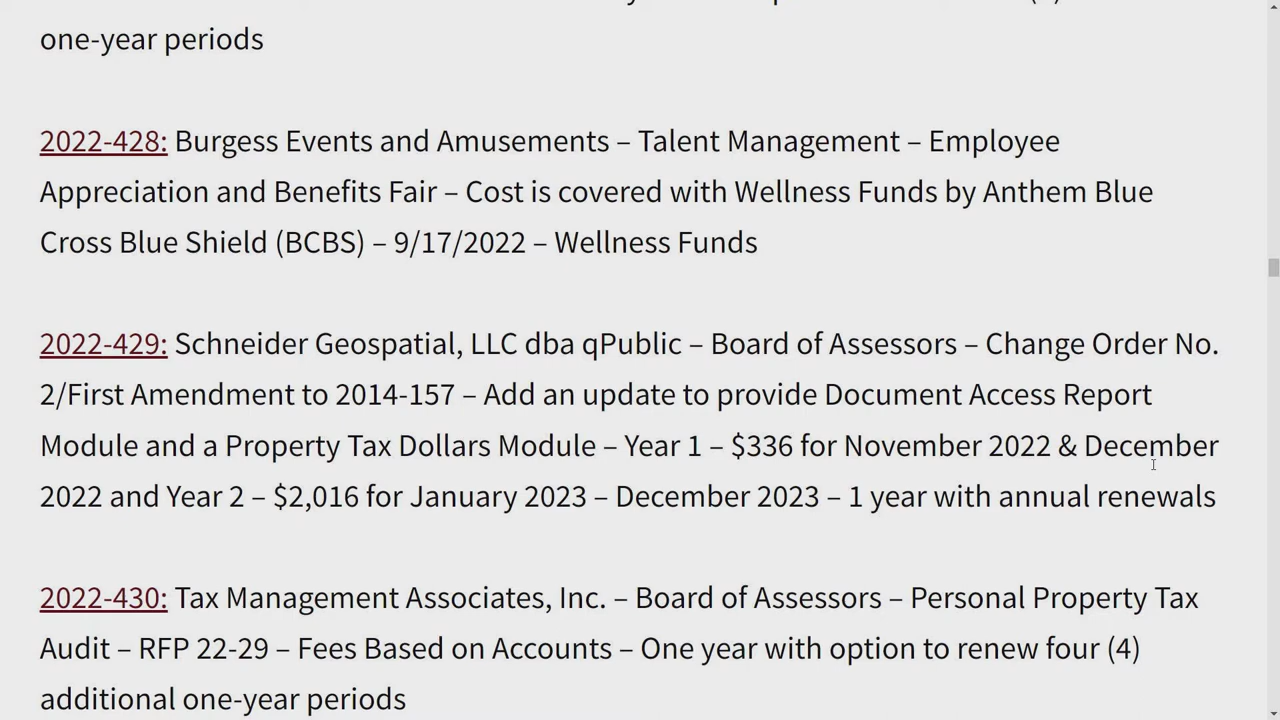 one-year periods
2022-428: Burgess Events and Amusements – Talent Management – Employee
Appreciation and Benefits Fair – Cost is covered with Wellness Funds by Anthem Blue
Cross Blue Shield (BCBS) – 9/17/2022 – Wellness Funds
2022-429: Schneider Geospatial, LLC dba qPublic – Board of Assessors – Change Order No.
2/First Amendment to 2014-157 – Add an update to provide Document Access Report
Module and a Property Tax Dollars Module – Year 1 – $336 for November 2022 & December
2022 and Year 2 – $2,016 for January 2023 – December 2023 – 1 year with annual renewals
2022-430: Tax Management Associates, Inc. – Board of Assessors – Personal Property Tax
Audit – RFP 22-29 – Fees Based on Accounts – One year with option to renew four (4)
additional one-year periods